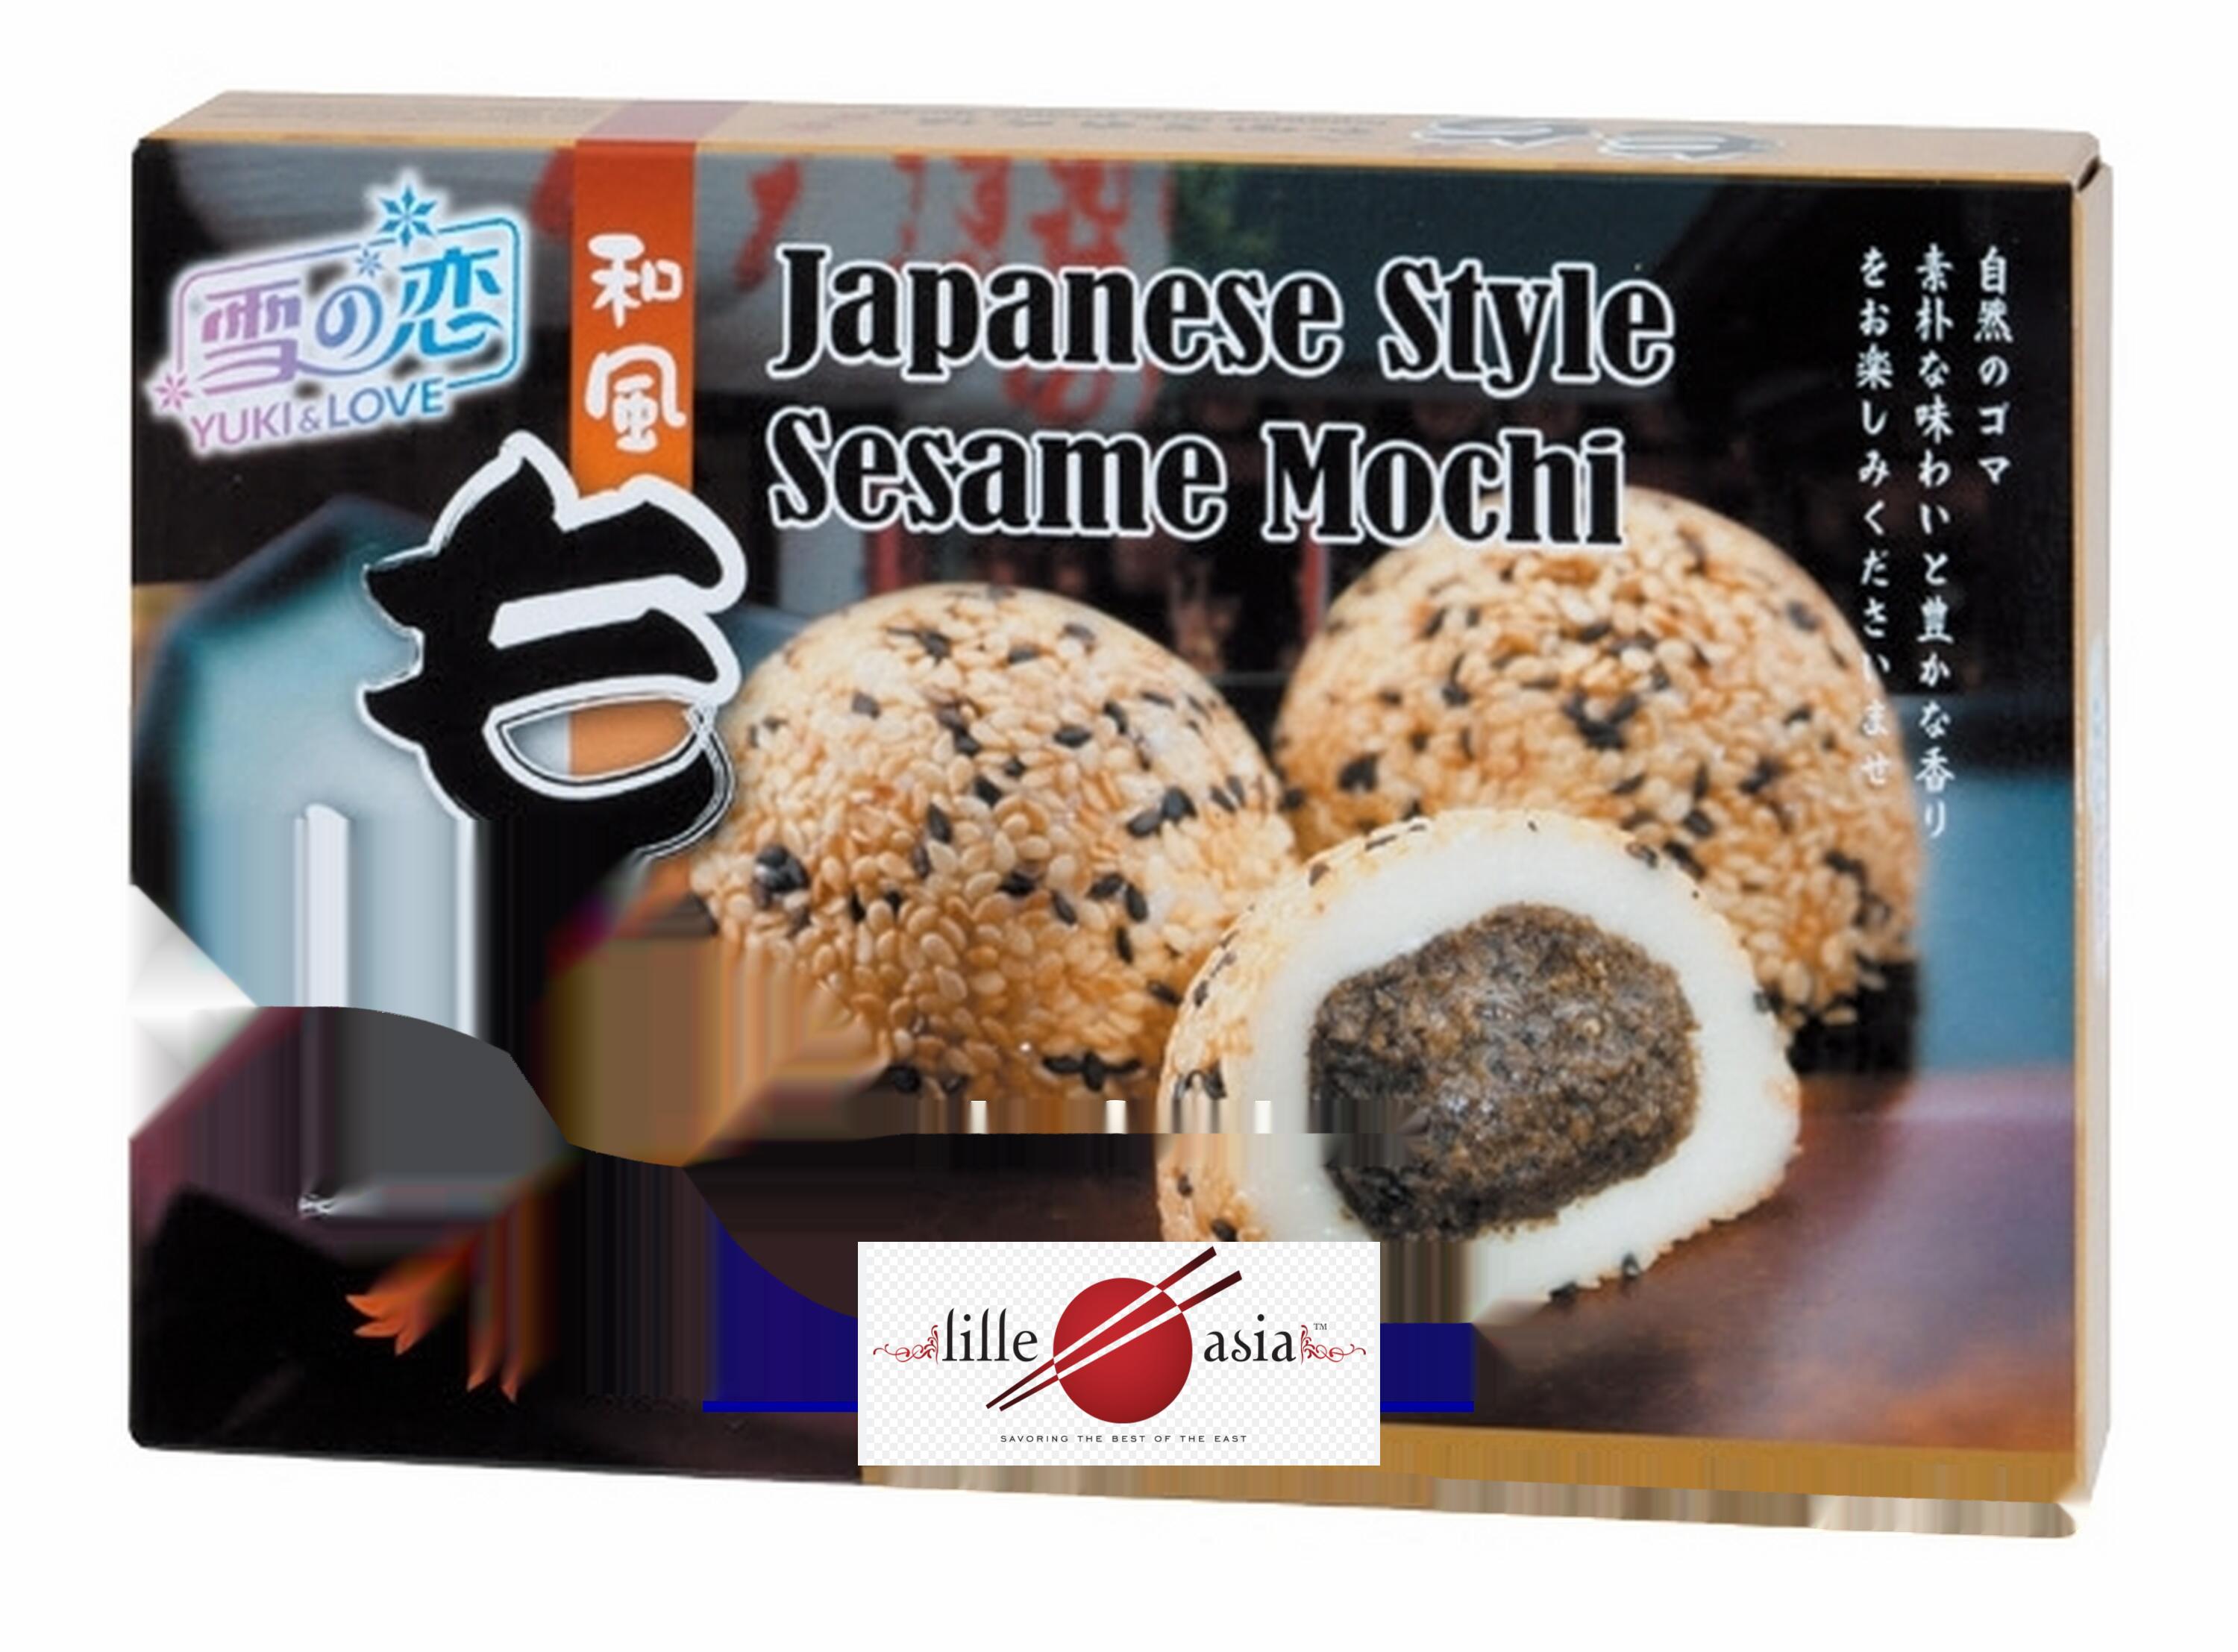 雪の恋
YUKI&LOVE
和風
も
Japanese Style
Sesame Mochi
自然のゴマ
素朴な味わいと豊かな香り
をお楽しみくださいませ
lille asia™
SAVORING THE BEST OF THE EAST